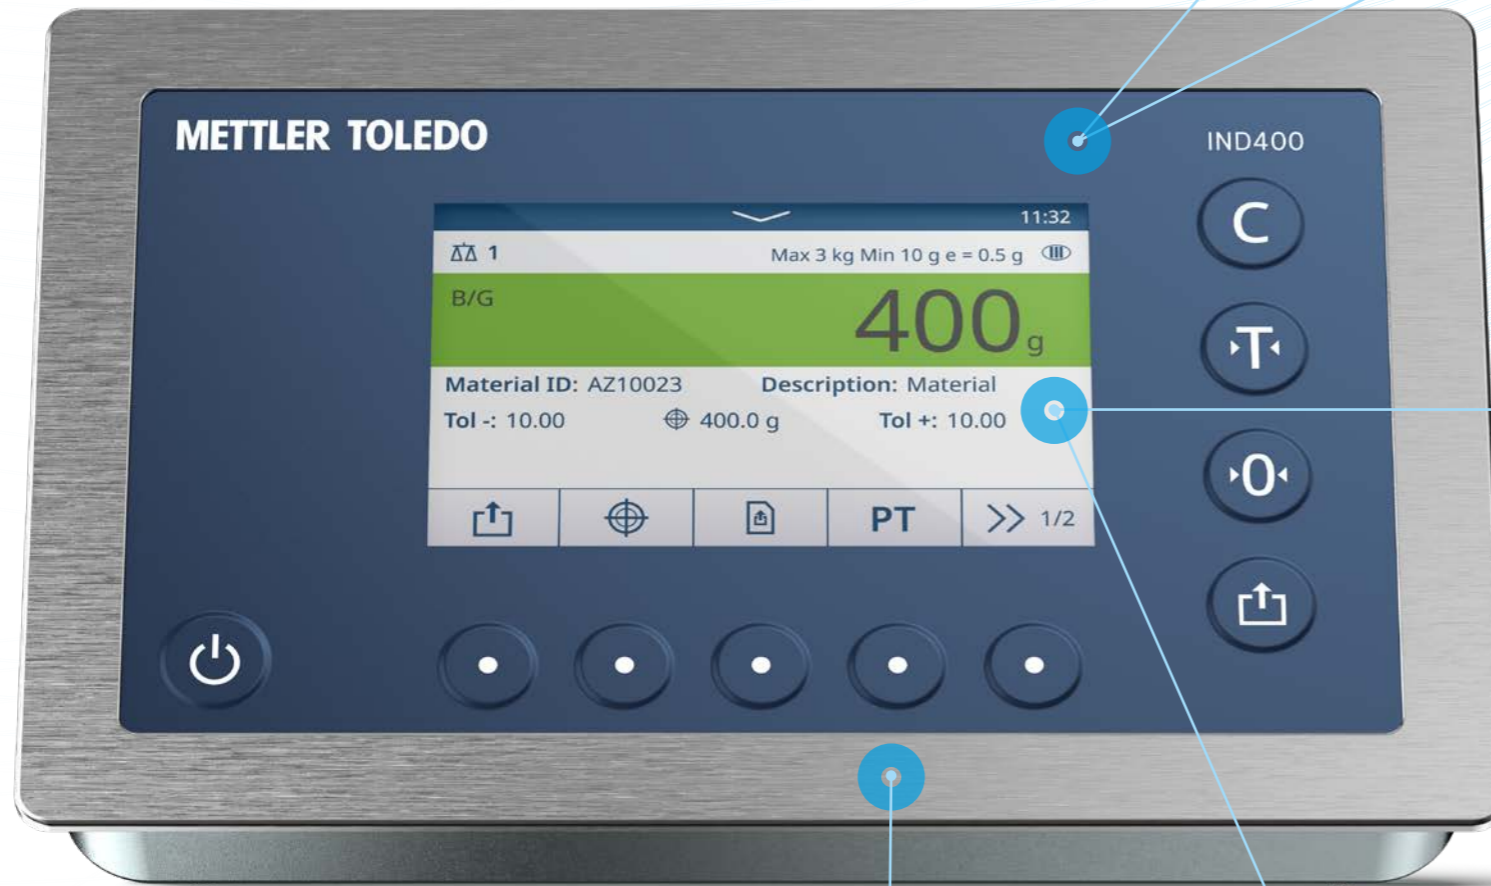 METTLER TOLEDO
IND400
11:32
1 Max 3 kg Min 10 g e = 0.5 g III
B/G 400 g
Material ID: AZ10023 Description: Material
Tol -: 10.00 400.0 g Tol +: 10.00
PT 1/2
C
T
0